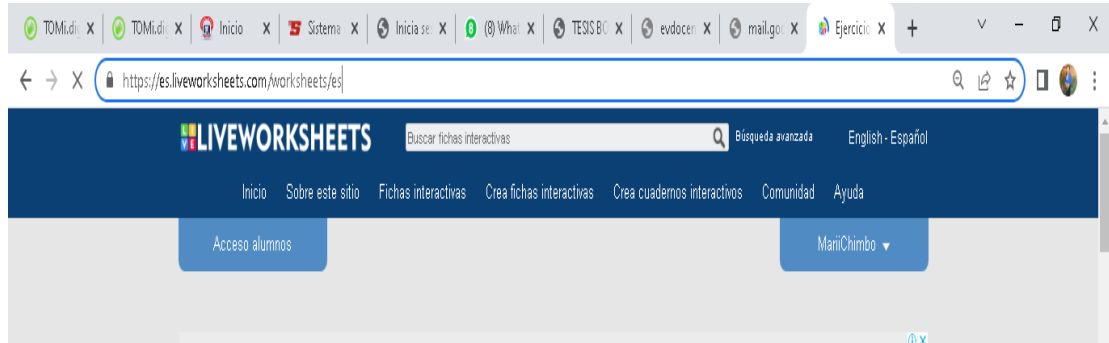 TOMi.dig TOMi.dig Inicio Sistema Inicia ses (8) What TESIS BO evdocen mail.gor Ejercicio
https://es.liveworksheets.com/worksheets/es
LIVEWORKSHEETS Buscar fichas interactivas Búsqueda avanzada English - Español
Inicio Sobre este sitio Fichas interactivas Crea fichas interactivas Crea cuadernos interactivos Comunidad Ayuda
Acceso alumnos MariiChimbo